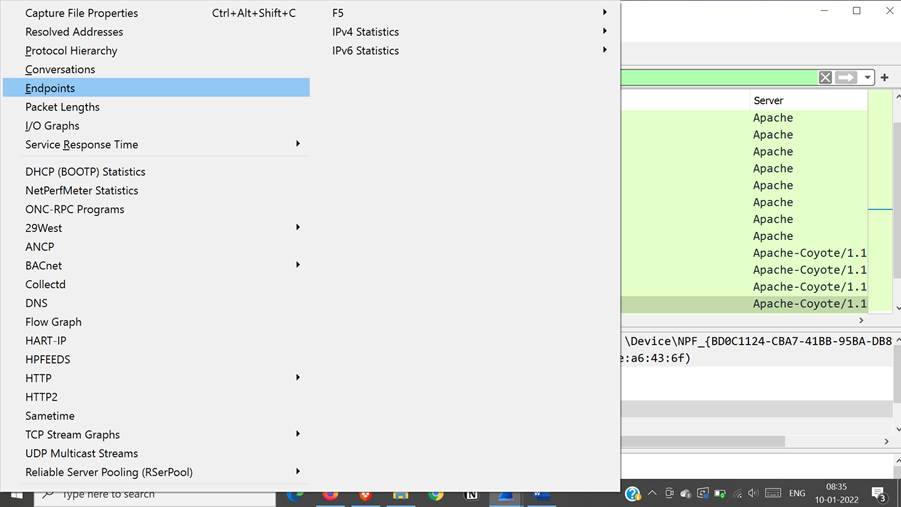 Capture File Properties Ctrl+Alt+Shift+C
Resolved Addresses
Protocol Hierarchy
Conversations
Endpoints
Packet Lengths
I/O Graphs
Service Response Time
DHCP (BOOTP) Statistics
NetPerfMeter Statistics
ONC-RPC Programs
29West
ANCP
BACnet
Collectd
DNS
Flow Graph
HART-IP
HPFEEDS
HTTP
HTTP2
Sametime
TCP Stream Graphs
UDP Multicast Streams
Reliable Server Pooling (RSerPool)
F5
IPv4 Statistics
IPv6 Statistics
Server
Apache
Apache
Apache
Apache
Apache
Apache
Apache
Apache
Apache-Coyote/1.1
Apache-Coyote/1.1
Apache-Coyote/1.1
Apache-Coyote/1.1
\Device\NPF_{BD0C1124-CBA7-41BB-95BA-DB8
e:a6:43:6f)
Type here to search
ENG
08:35
10-01-2022
3